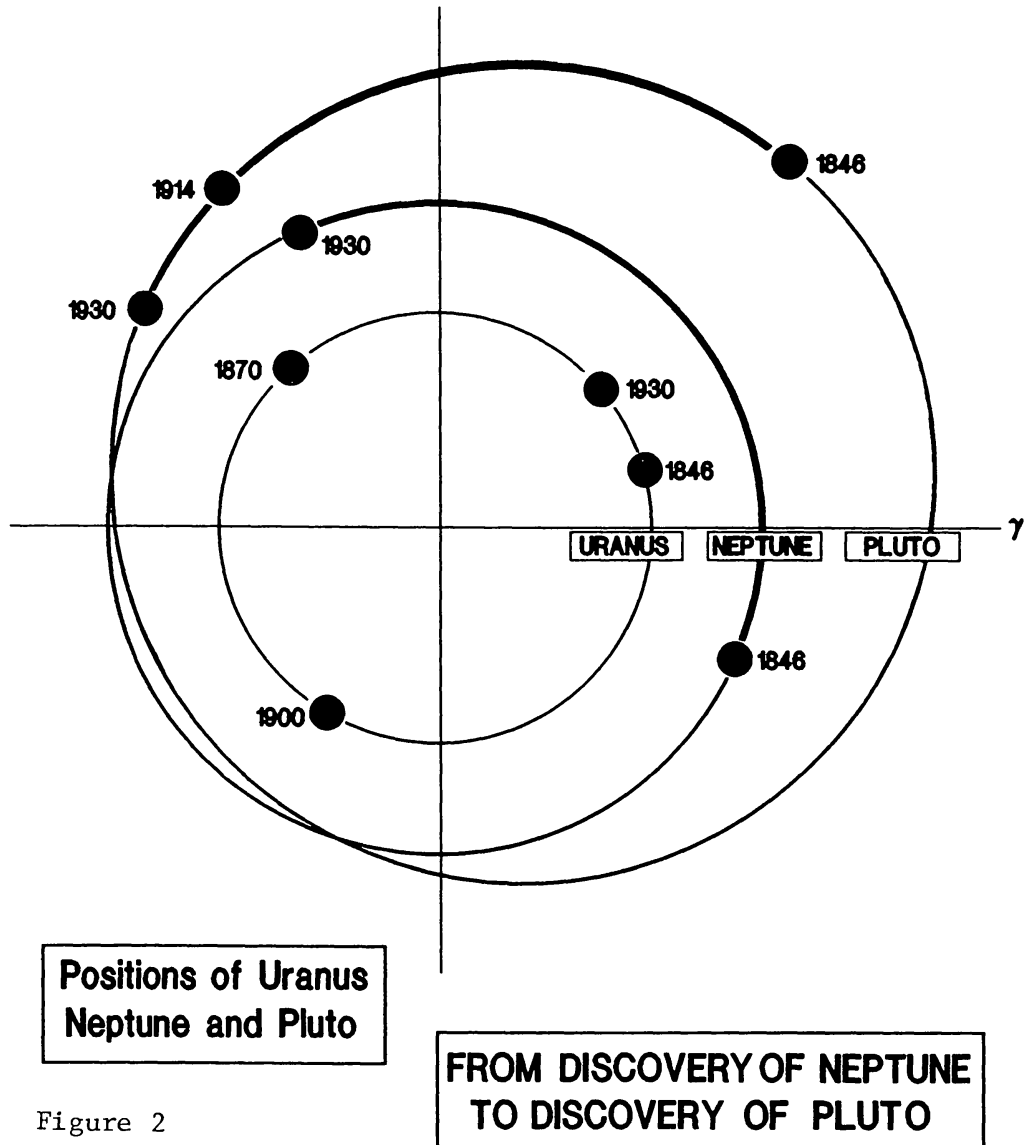 1846
1914
1930
1930
1870
1930
1846
γ
URANUS
NEPTUNE
PLUTO
1846
1900
Positions of Uranus
Neptune and Pluto
FROM DISCOVERY OF NEPTUNE
TO DISCOVERY OF PLUTO
Figure 2